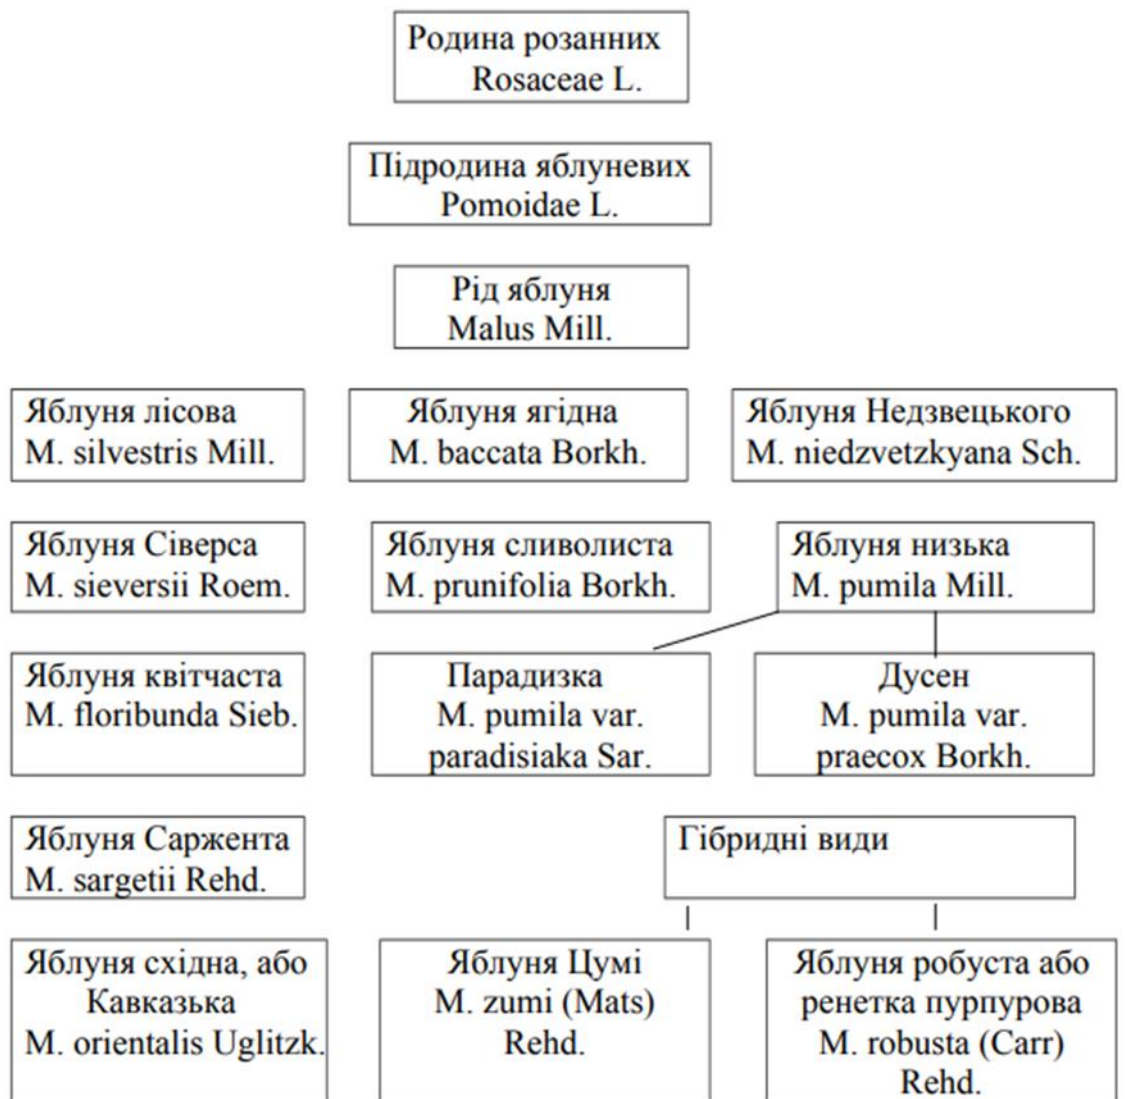 Родина розанних
Rosaceae L.
Підродина яблуневих
Pomoidae L.
Рід яблуня
Malus Mill.
Яблуня лісова
M. silvestris Mill.
Яблуня ягідна
M. baccata Borkh.
Яблуня Недзвецького
M. niedzvetzkyana Sch.
Яблуня Сіверса
M. sieversii Roem.
Яблуня сливолиста
M. prunifolia Borkh.
Яблуня низька
M. pumila Mill.
Яблуня квітчаста
M. floribunda Sieb.
Парадизка
M. pumila var.
paradisiaka Sar.
Дусен
M. pumila var.
praecox Borkh.
Яблуня Саржента
M. sargetii Rehd.
Гібридні види
Яблуня східна, або
Кавказька
M. orientalis Uglitzk.
Яблуня Цумі
M. zumi (Mats)
Rehd.
Яблуня робуста або
ренетка пурпурова
M. robusta (Carr)
Rehd.